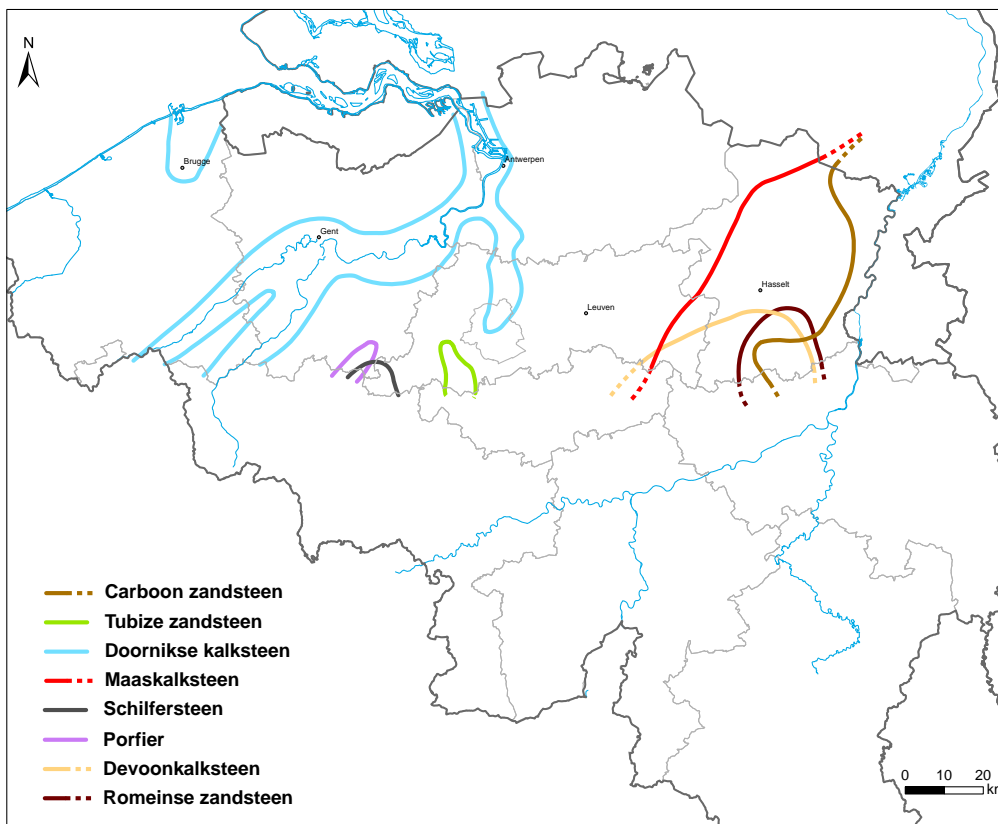 N
Brugge
Antwerpen
Gent
Hasselt
Leuven
Carboon zandsteen
Tubize zandsteen
Doornikse kalksteen
Maaskalksteen
Schilfersteen
Porfier
Devoonkalksteen
Romeinse zandsteen
0 10 20
km